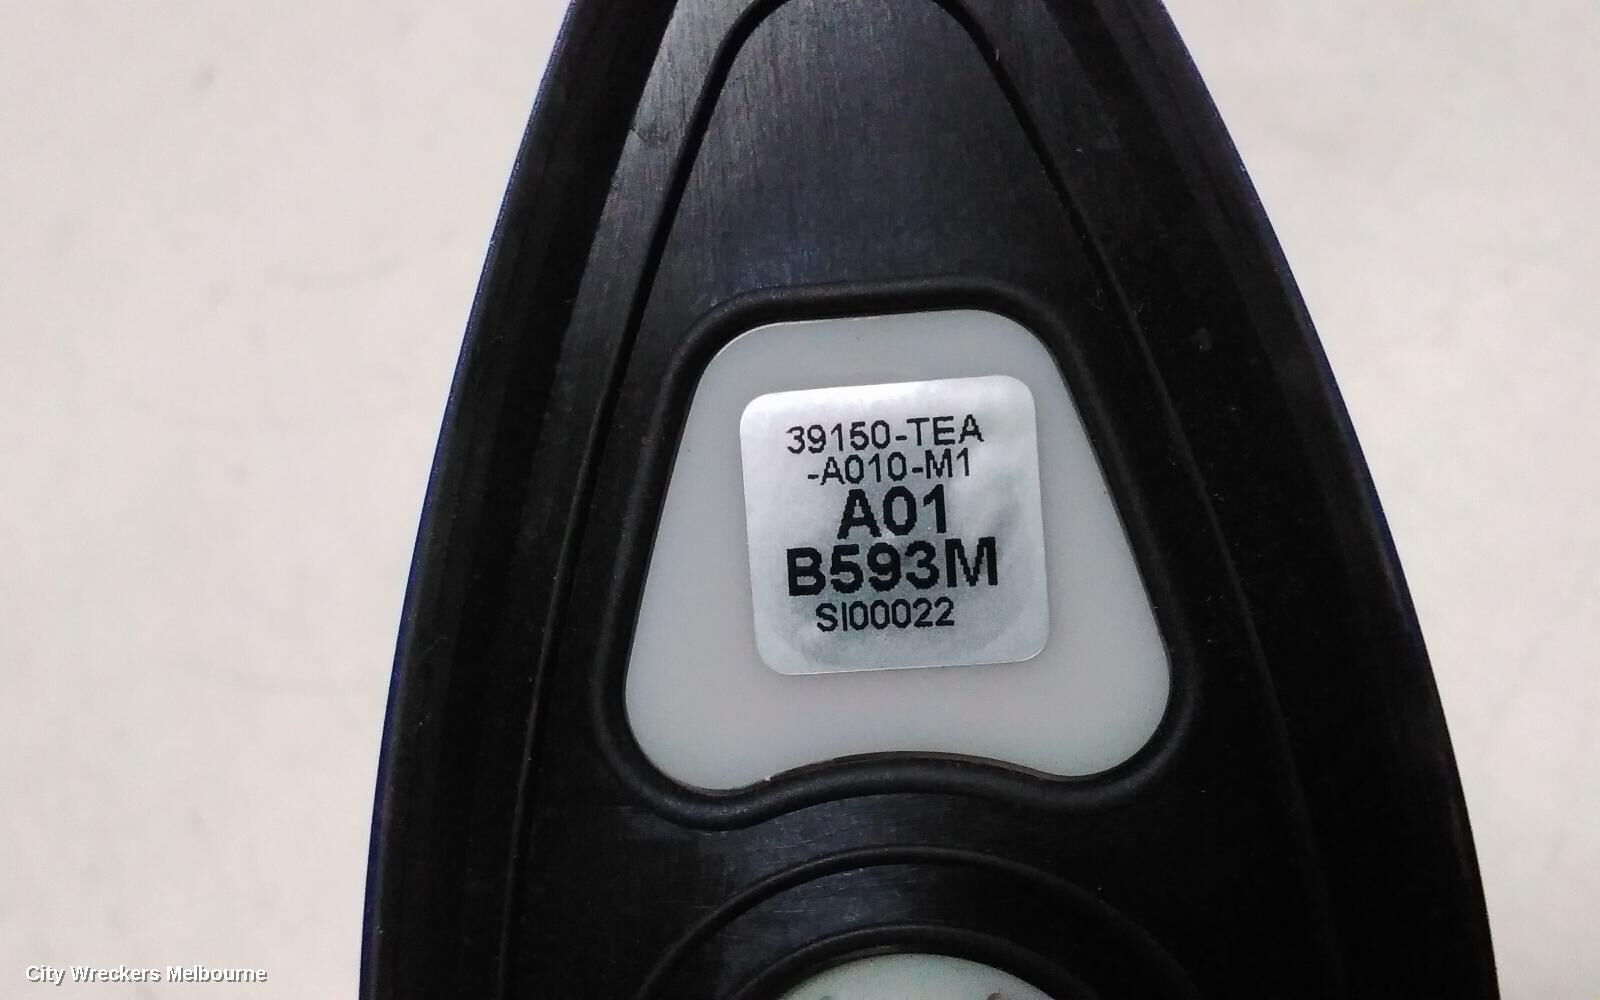 39150-TEA
-A010-M1
A01
B593M
SI00022
City Wreckers Melbourne